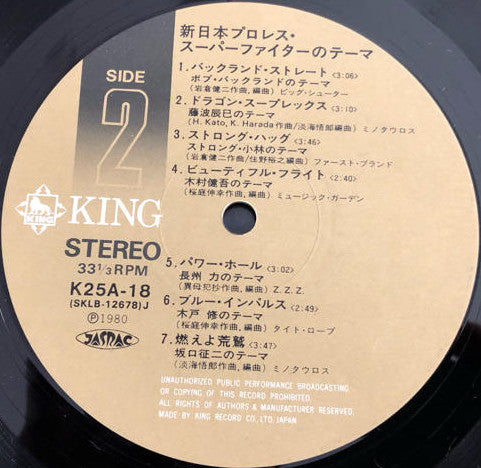 新日本プロレス・
スーパーファイターのテーマ
SIDE
2
1. バックランド・ストレート <3:06>
ボブ・バックランドのテーマ
(岩倉健二作曲, 編曲) ビッグ・シューター
2. ドラゴン・スープレックス <3:10>
藤波辰巳のテーマ
(H. Kato, K. Harada作曲/淡海悟郎編曲) ミノタウロス
3. ストロング・ハッグ <3:46>
ストロング・小林のテーマ
(岩倉健二作曲/住野裕之編曲) ファースト・ブランド
4. ビューティフル・フライト <2:40>
木村健吾のテーマ
(桜庭伸幸作曲, 編曲) ミュージック・ガーデン
KING
KING
STEREO
33 1/3 RPM
K25A-18
(SKLB-12678)J
Ⓟ1980
JASRAC
5. パワー・ホール <3:02>
長州 力のテーマ
(異母犯抄作曲, 編曲) Z.Z.Z.
6. ブルー・インパルス <2:49>
木戸 修のテーマ
(桜庭伸幸作曲, 編曲) タイト・ロープ
7. 燃えよ荒鷲 <3:47>
坂口征二のテーマ
(淡海悟郎作曲, 編曲) ミノタウロス
UNAUTHORIZED PUBLIC PERFORMANCE BROADCASTING
OR COPYING OF THIS RECORD PROHIBITED.
ALL RIGHTS OF AUTHORS & MANUFACTURER RESERVED.
MADE BY KING RECORD CO. LTD. JAPAN